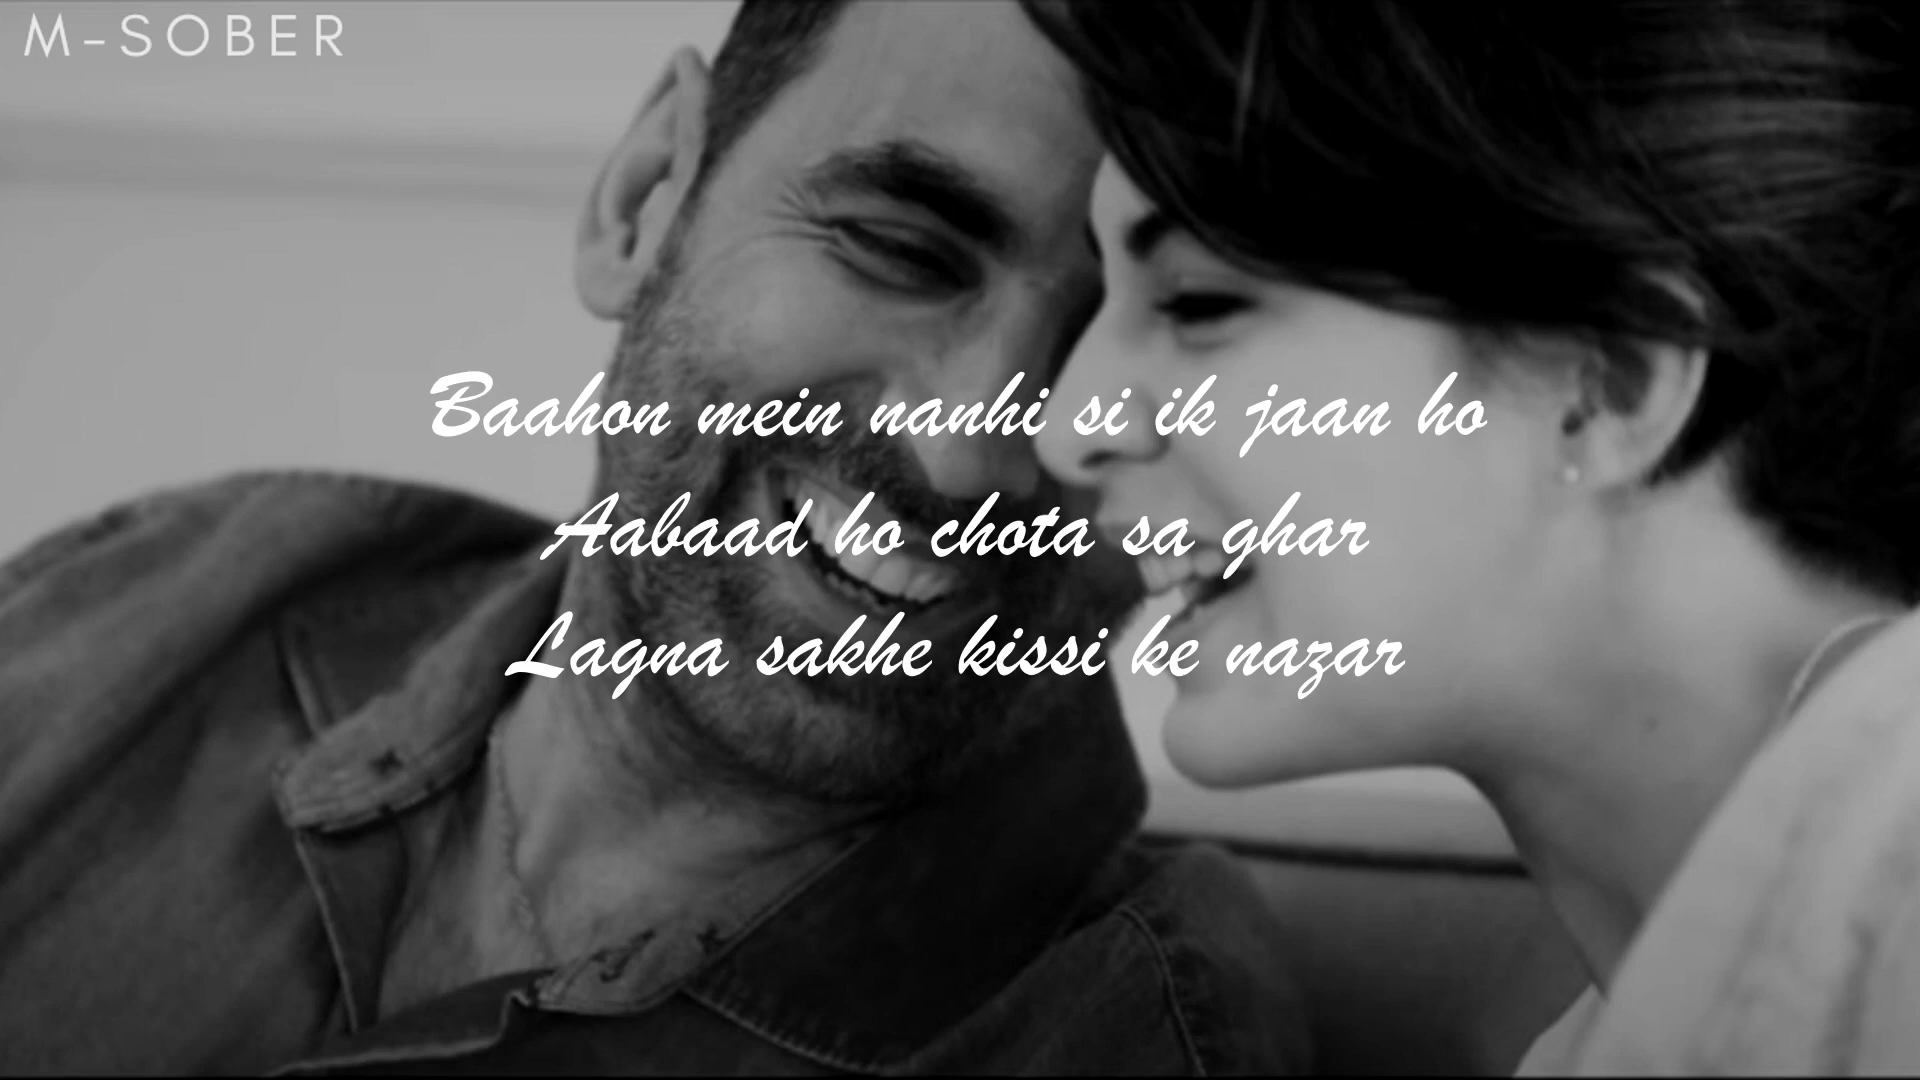 M-SOBER
Baahon mein nanhi si ik jaan ho
Aabaad ho chota sa ghar
Lagna sakhe kissi ke nazar